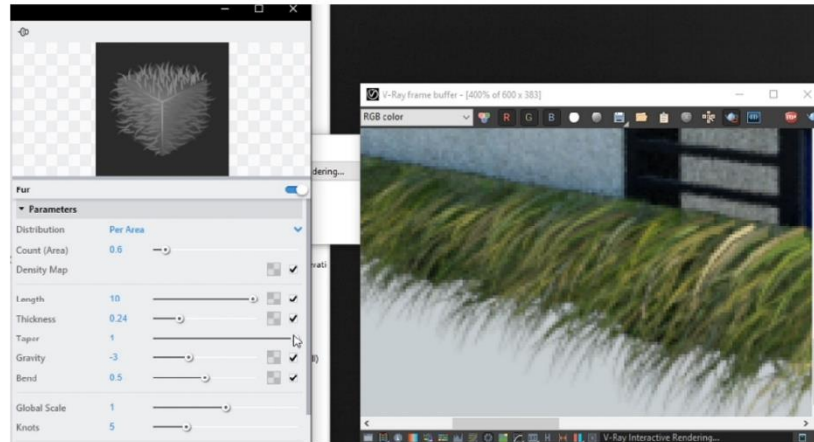 Fur
Parameters
Distribution Per Area
Count (Area) 0.6
Density Map
Length 10
Thickness 0.24
Taper 1
Gravity -3
Bend 0.5
Global Scale 1
Knots 5
dering...
vati
V-Ray frame buffer - [400% of 600 x 383]
RGB color R G B
V-Ray Interactive Rendering...